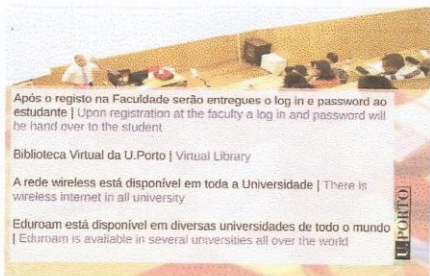 Após o registo na Faculdade serão entregues o log in e password ao
estudante | Upon registration at the faculty a log in and password will
be hand over to the student
Biblioteca Virtual da U.Porto | Virtual Library
A rede wireless está disponível em toda a Universidade | There is
wireless internet in all university
Eduroam está disponível em diversas universidades de todo o mundo
| Eduroam is available in several universities all over the world
U.PORTO